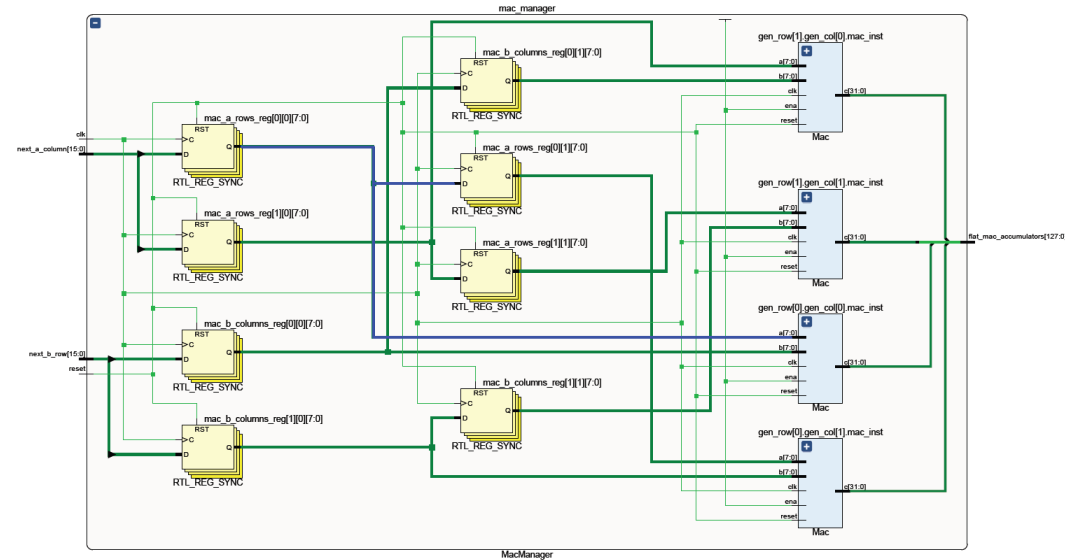 mac_manager
clk
next_a_column[15:0]
next_b_row[15:0]
reset
mac_a_rows_reg[0][0][7:0]
RST
C
D
Q
RTL_REG_SYNC
mac_a_rows_reg[1][0][7:0]
RST
C
D
Q
RTL_REG_SYNC
mac_b_columns_reg[0][0][7:0]
RST
C
D
Q
RTL_REG_SYNC
mac_b_columns_reg[1][0][7:0]
RST
C
D
Q
RTL_REG_SYNC
mac_b_columns_reg[0][1][7:0]
RST
C
D
Q
RTL_REG_SYNC
mac_a_rows_reg[0][1][7:0]
RST
C
D
Q
RTL_REG_SYNC
mac_a_rows_reg[1][1][7:0]
RST
C
D
Q
RTL_REG_SYNC
mac_b_columns_reg[1][1][7:0]
RST
C
D
Q
RTL_REG_SYNC
gen_row[1].gen_col[0].mac_inst
a[7:0]
b[7:0]
clk
ena
reset
c[31:0]
Mac
gen_row[1].gen_col[1].mac_inst
a[7:0]
b[7:0]
clk
ena
reset
c[31:0]
Mac
gen_row[0].gen_col[0].mac_inst
a[7:0]
b[7:0]
clk
ena
reset
c[31:0]
Mac
gen_row[0].gen_col[1].mac_inst
a[7:0]
b[7:0]
clk
ena
reset
c[31:0]
Mac
flat_mac_accumulators[127:0]
MacManager